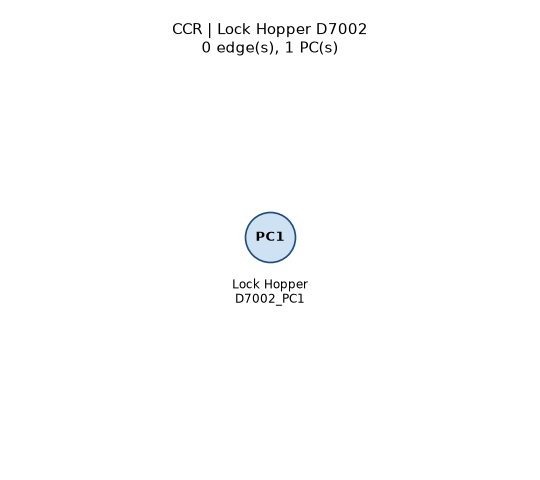 CCR | Lock Hopper D7002
0 edge(s), 1 PC(s)
PC1
Lock Hopper
D7002_PC1